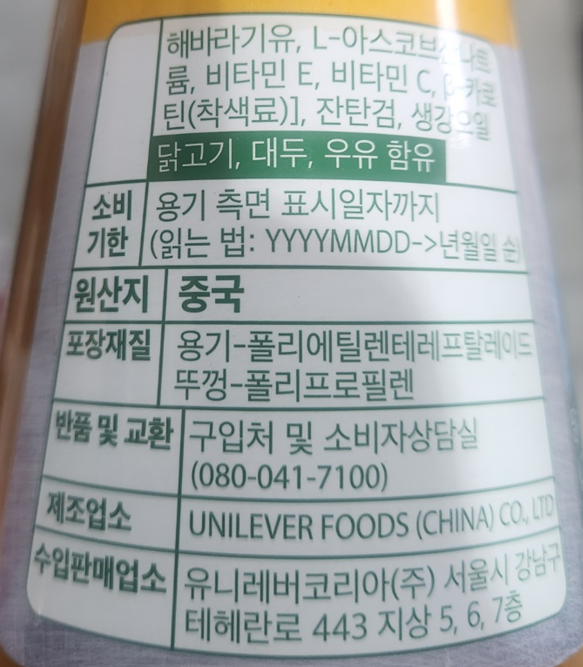 해바라기유, L-아스코브산나트
륨, 비타민 E, 비타민 C, β-카로
틴(착색료)], 잔탄검, 생강오일
닭고기, 대두, 우유 함유
소비
기한
용기 측면 표시일자까지
(읽는 법: YYYYMMDD->년월일 순)
원산지 중국
포장재질 용기-폴리에틸렌테레프탈레이드
뚜껑-폴리프로필렌
반품 및 교환 구입처 및 소비자상담실
(080-041-7100)
제조업소 UNILEVER FOODS (CHINA) CO., LTD
수입판매업소 유니레버코리아(주) 서울시 강남구
테헤란로 443 지상 5, 6, 7층